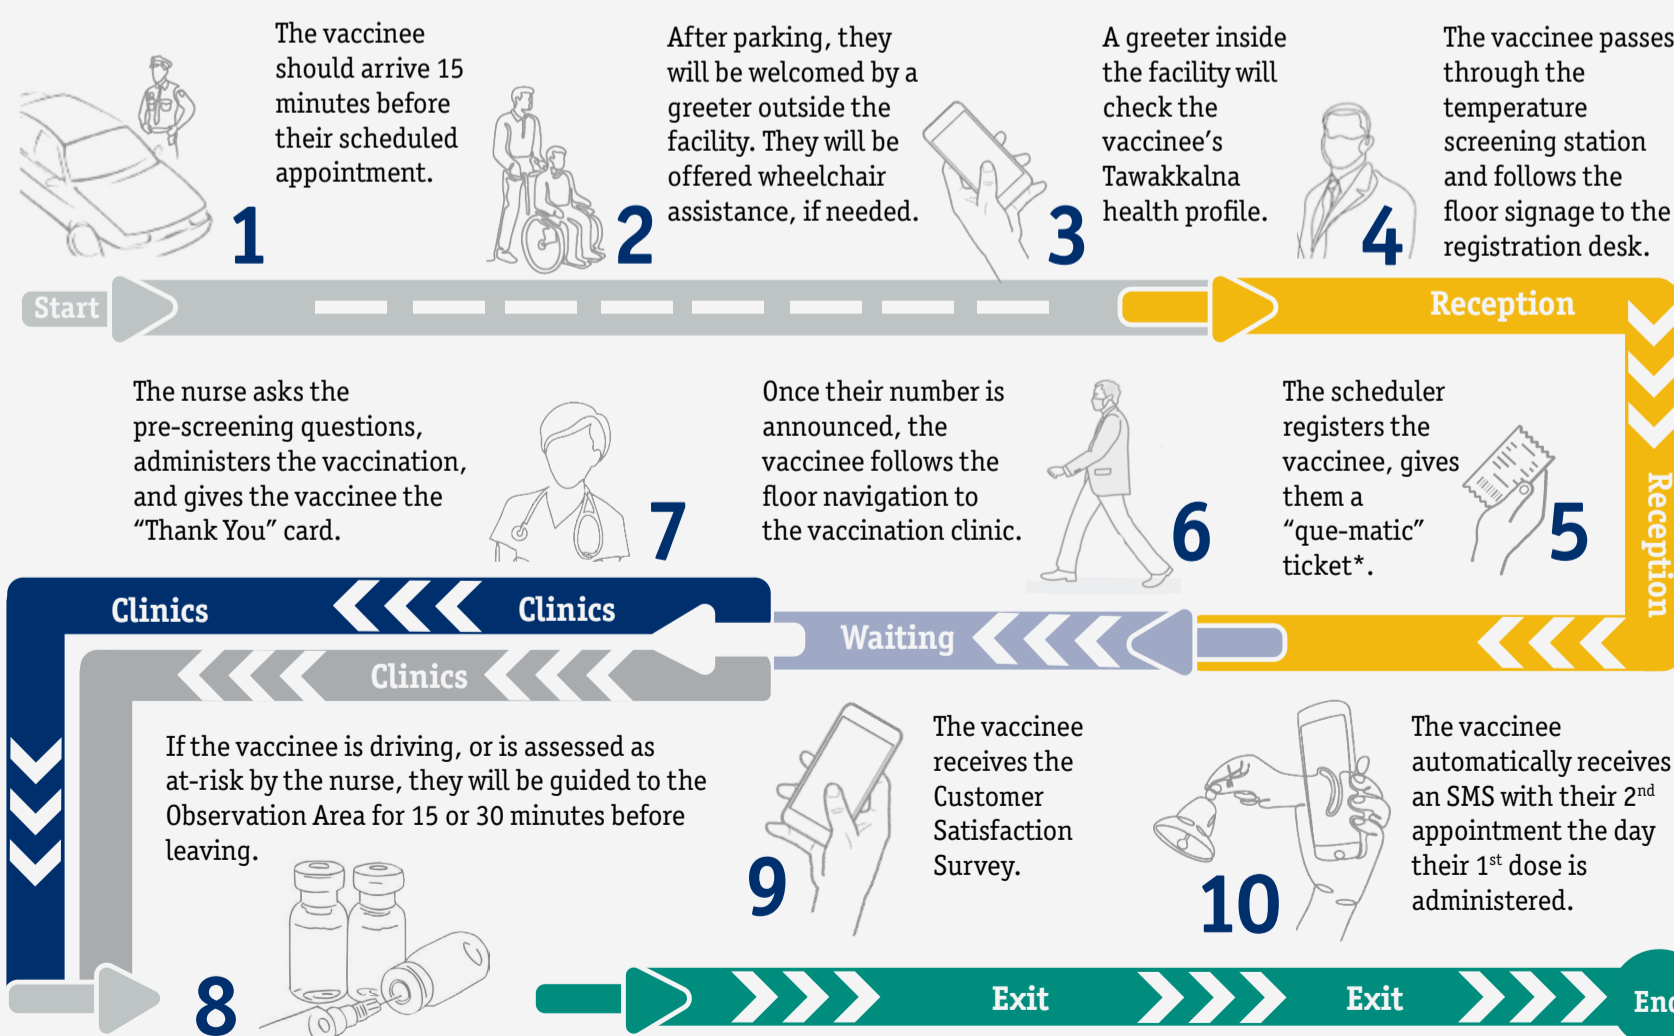 The vaccinee
should arrive 15
minutes before
their scheduled
appointment.
1
After parking, they
will be welcomed by a
greeter outside the
facility. They will be
offered wheelchair
assistance, if needed.
2
A greeter inside
the facility will
check the
vaccinee's
Tawakkalna
health profile.
3
The vaccinee passes
through the
temperature
screening station
and follows the
floor signage to the
registration desk.
4
Start
Reception
Reception
The scheduler
registers the
vaccinee, gives
them a
“que-matic”
ticket*.
5
Once their number is
announced, the
vaccinee follows the
floor navigation to
the vaccination clinic.
6
The nurse asks the
pre-screening questions,
administers the vaccination,
and gives the vaccinee the
“Thank You” card.
7
Waiting
Clinics
Clinics
Clinics
If the vaccinee is driving, or is assessed as
at-risk by the nurse, they will be guided to the
Observation Area for 15 or 30 minutes before
leaving.
8
The vaccinee
receives the
Customer
Satisfaction
Survey.
9
The vaccinee
automatically receives
an SMS with their 2nd
appointment the day
their 1st dose is
administered.
10
Exit
Exit
End